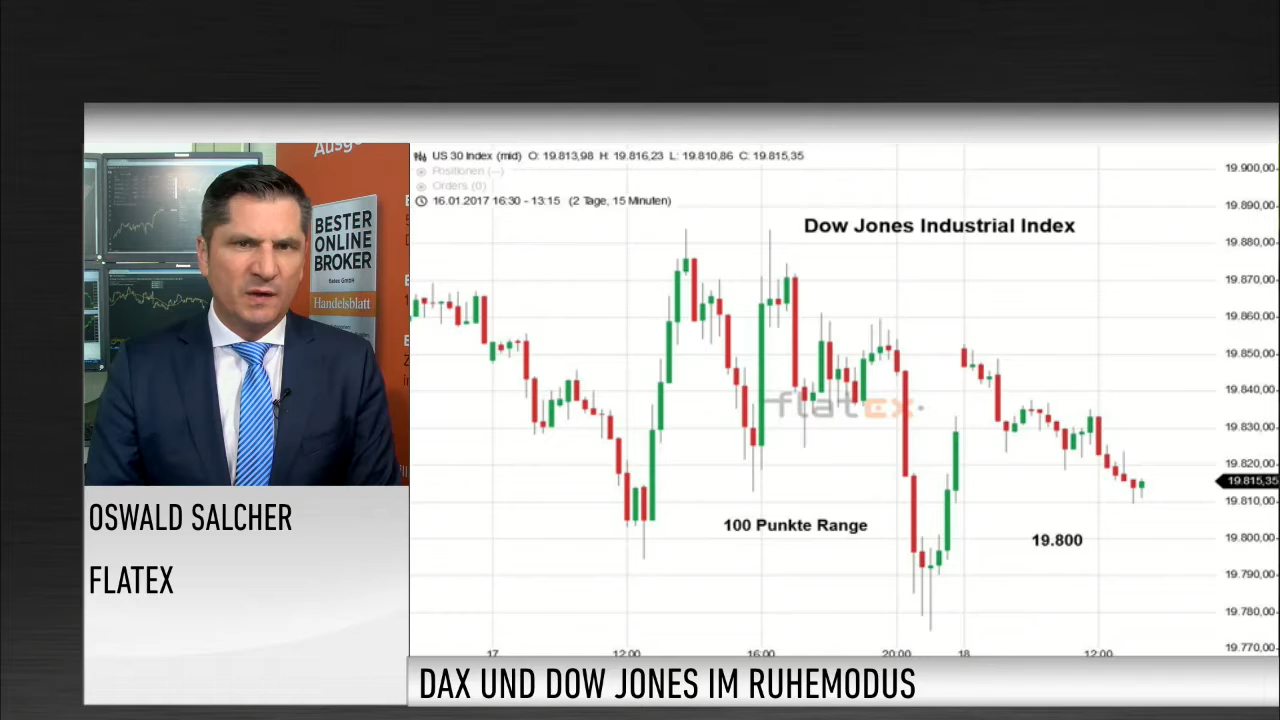 Ausge
BESTER
ONLINE
BROKER
flatex GmbH
Handelsblatt
OSWALD SALCHER
FLATEX
US 30 Index (mid) O: 19.813,98 H: 19.816,23 L: 19.810,86 C: 19.815,35
Positionen (--)
Orders (0)
16.01.2017 16:30 - 13:15 (2 Tage, 15 Minuten)
Dow Jones Industrial Index
flatex
100 Punkte Range
19.800
19.900,00
19.890,00
19.880,00
19.870,00
19.860,00
19.850,00
19.840,00
19.830,00
19.820,00
19.815,35
19.810,00
19.800,00
19.790,00
19.780,00
19.770,00
17 12:00 16:00 20:00 18 12:00
DAX UND DOW JONES IM RUHEMODUS